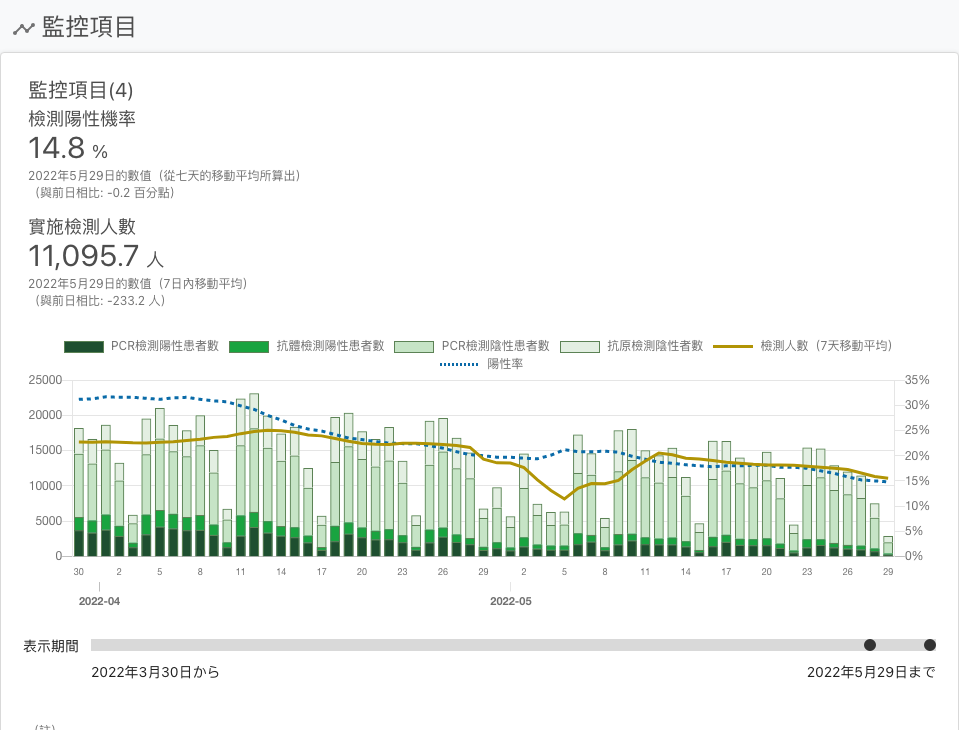 監控項目
監控項目(4)
檢測陽性機率
14.8 %
2022年5月29日的數值（從七天的移動平均所算出）
（與前日相比: -0.2 百分點）
實施檢測人數
11,095.7 人
2022年5月29日的數值（7日內移動平均）
（與前日相比: -233.2 人）
PCR檢測陽性患者數 抗體檢測陽性患者數 PCR檢測陰性患者數 抗原檢測陰性者數 檢測人數（7天移動平均）
陽性率
25000 35%
30%
20000
25%
15000
20%
10000 15%
10%
5000
5%
0 0%
30 2 5 8 11 14 17 20 23 26 29 2 5 8 11 14 17 20 23 26 29
2022-04 2022-05
表示期間
2022年3月30日から 2022年5月29日まで